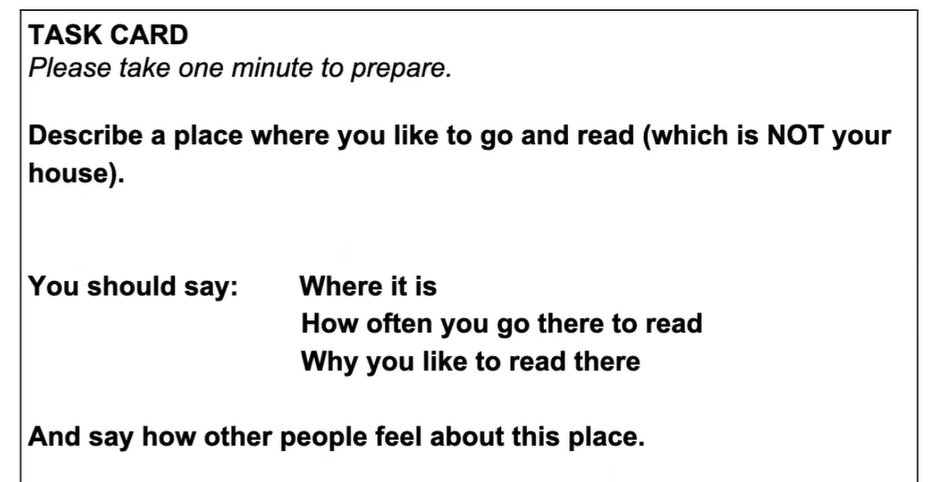 TASK CARD
Please take one minute to prepare.
Describe a place where you like to go and read (which is NOT your
house).
You should say: Where it is
How often you go there to read
Why you like to read there
And say how other people feel about this place.